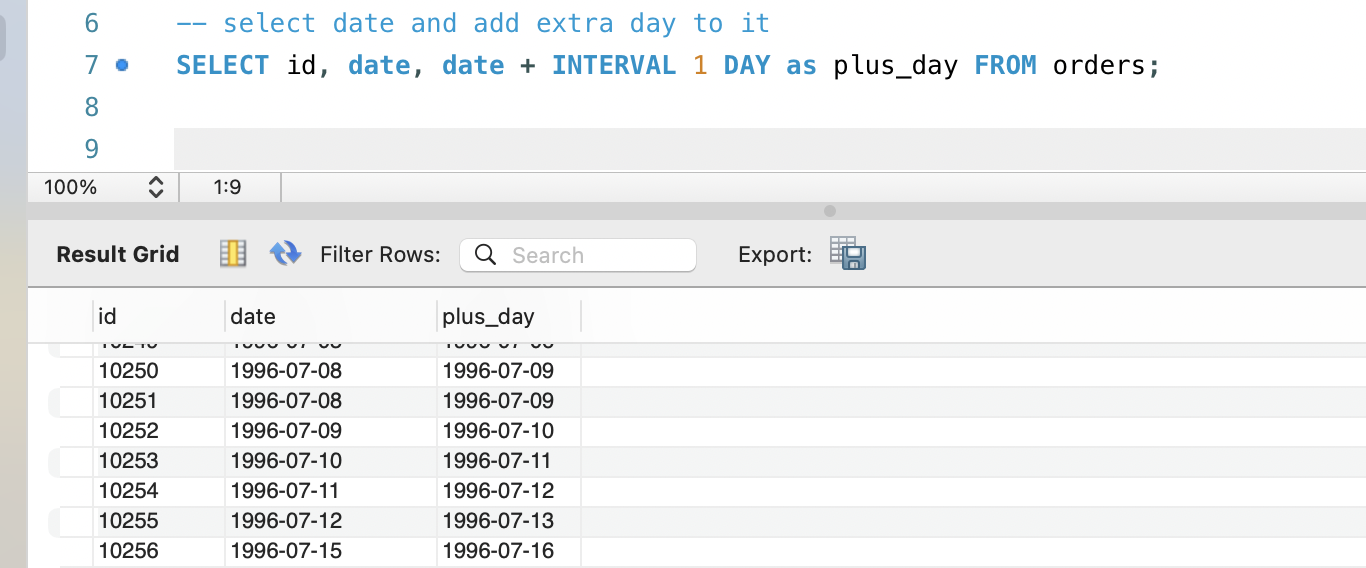 6 -- select date and add extra day to it
7 SELECT id, date, date + INTERVAL 1 DAY as plus_day FROM orders;
8
9
100% 1:9
Result Grid Filter Rows: Search Export:
id date plus_day
10250 1996-07-08 1996-07-09
10251 1996-07-08 1996-07-09
10252 1996-07-09 1996-07-10
10253 1996-07-10 1996-07-11
10254 1996-07-11 1996-07-12
10255 1996-07-12 1996-07-13
10256 1996-07-15 1996-07-16